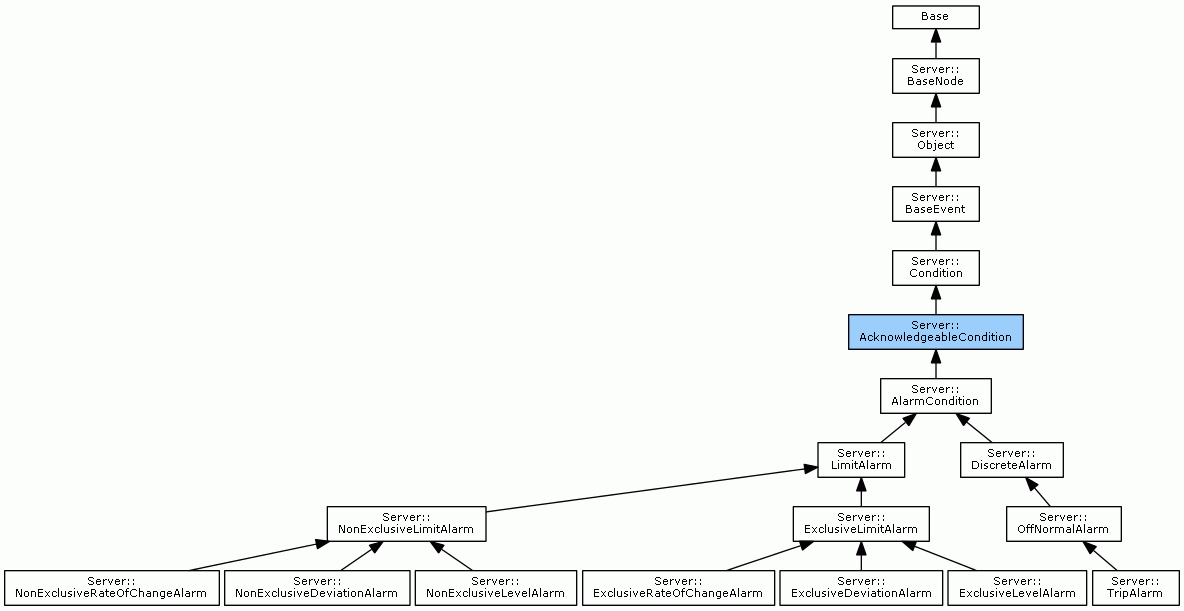 Base
Server::
BaseNode
Server::
Object
Server::
BaseEvent
Server::
Condition
Server::
AcknowledgeableCondition
Server::
AlarmCondition
Server::
LimitAlarm
Server::
DiscreteAlarm
Server::
NonExclusiveLimitAlarm
Server::
ExclusiveLimitAlarm
Server::
OffNormalAlarm
Server::
NonExclusiveRateOfChangeAlarm
Server::
NonExclusiveDeviationAlarm
Server::
NonExclusiveLevelAlarm
Server::
ExclusiveRateOfChangeAlarm
Server::
ExclusiveDeviationAlarm
Server::
ExclusiveLevelAlarm
Server::
TripAlarm